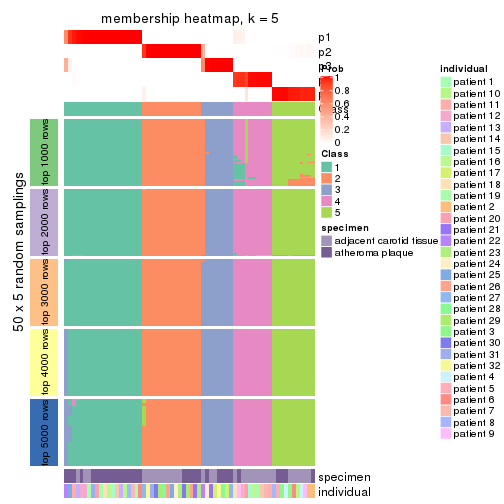 membership heatmap, k = 5
p1
p2
p3
50 x 5 random samplings
top 1000 rows
top 2000 rows
top 3000 rows
top 4000 rows
top 5000 rows
specimen
individual
Prob
1
0.8
0.6
0.4
0.2
0
Class
1
2
3
4
5
specimen
adjacent carotid tissue
atheroma plaque
individual
patient 1
patient 10
patient 11
patient 12
patient 13
patient 14
patient 15
patient 16
patient 17
patient 18
patient 19
patient 2
patient 20
patient 21
patient 22
patient 23
patient 24
patient 25
patient 26
patient 27
patient 28
patient 29
patient 3
patient 30
patient 31
patient 32
patient 4
patient 5
patient 6
patient 7
patient 8
patient 9